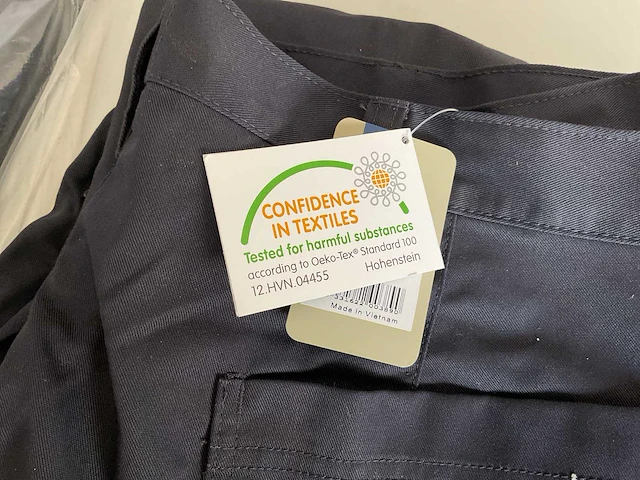 CONFIDENCE
IN TEXTILES
Tested for harmful substances
according to Oeko-Tex® Standard 100
12.HVN.04455 Hohenstein
Made in Vietnam